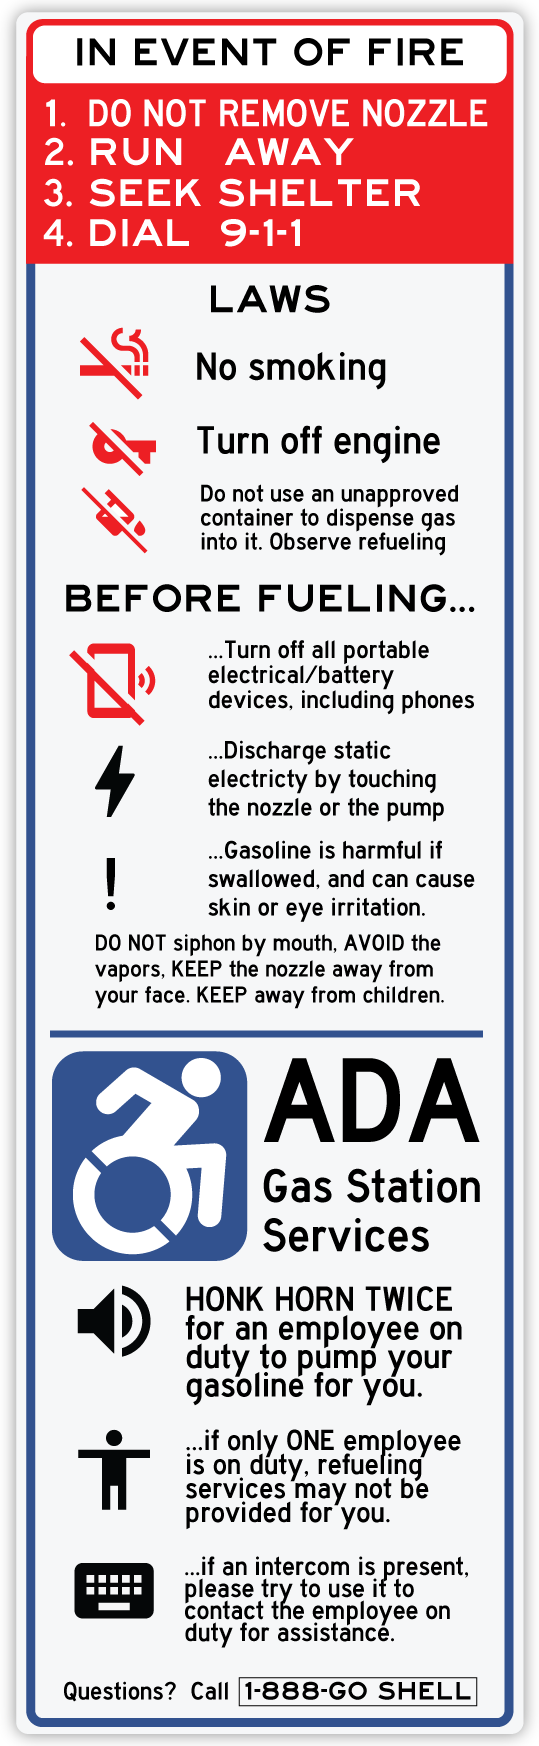 IN EVENT OF FIRE
1. DO NOT REMOVE NOZZLE
2. RUN AWAY
3. SEEK SHELTER
4. DIAL 9-1-1
LAWS
No smoking
Turn off engine
Do not use an unapproved
container to dispense gas
into it. Observe refueling
BEFORE FUELING...
...Turn off all portable
electrical/battery
devices, including phones
...Discharge static
electricty by touching
the nozzle or the pump
!
...Gasoline is harmful if
swallowed, and can cause
skin or eye irritation.
DO NOT siphon by mouth, AVOID the
vapors, KEEP the nozzle away from
your face. KEEP away from children.
ADA
Gas Station
Services
HONK HORN TWICE
for an employee on
duty to pump your
gasoline for you.
...if only ONE employee
is on duty, refueling
services may not be
provided for you.
...if an intercom is present,
please try to use it to
contact the employee on
duty for assistance.
Questions? Call 1-888-GO SHELL